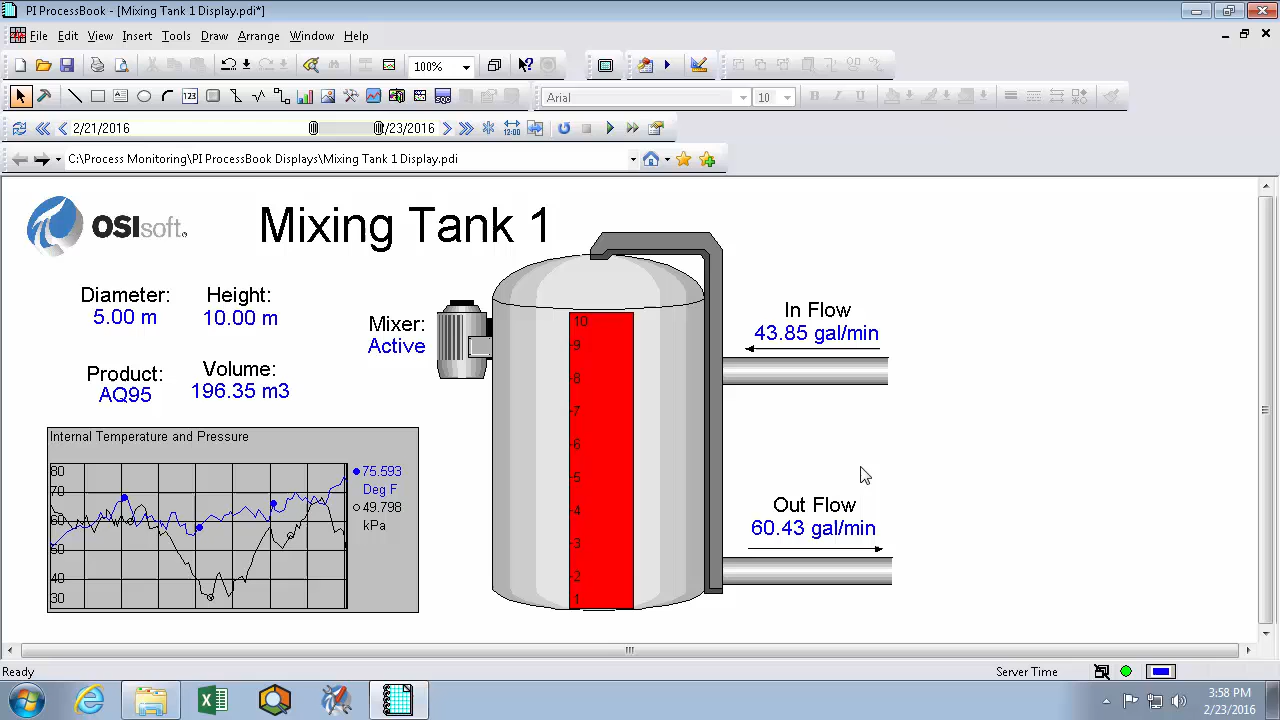 PI ProcessBook - [Mixing Tank 1 Display.pdi*]
File Edit View Insert Tools Draw Arrange Window Help
100%
123
SQC
Arial 10 B I U
2/21/2016 /23/2016 12:00
C:\Process Monitoring\PI ProcessBook Displays\Mixing Tank 1 Display.pdi
OSIsoft.
Mixing Tank 1
Diameter: Height:
5.00 m 10.00 m
Product: Volume:
AQ95 196.35 m3
Mixer:
Active
In Flow
43.85 gal/min
Out Flow
60.43 gal/min
10
9
8
7
6
5
4
3
2
1
Internal Temperature and Pressure
80
70
60
50
40
30
75.593
Deg F
49.798
kPa
Ready Server Time
3:58 PM
2/23/2016